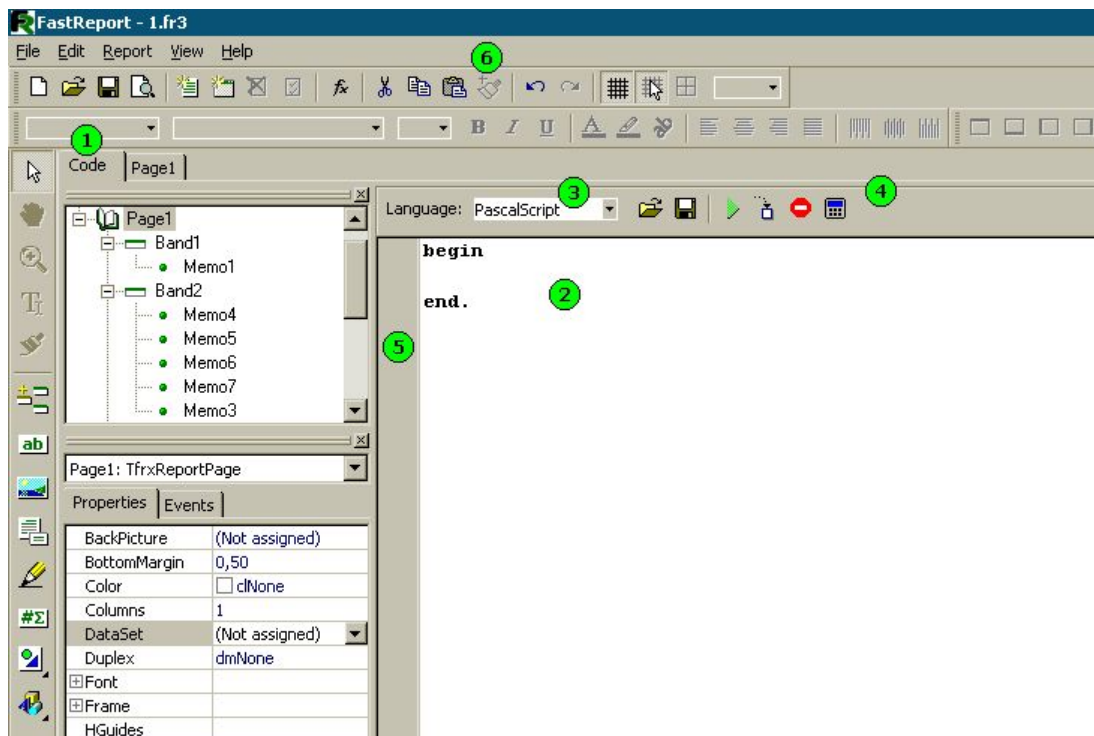 FastReport - 1.fr3
File Edit Report View Help
6
B I U A
1
Code Page1
Page1
Band1
Memo1
Band2
Memo4
Memo5
Memo6
Memo7
Memo3
Language: PascalScript
3
4
begin
end.
2
5
ab
#Σ
Page1: TfrxReportPage
Properties Events
BackPicture (Not assigned)
BottomMargin 0,50
Color clNone
Columns 1
DataSet (Not assigned)
Duplex dmNone
Font
Frame
HGuides